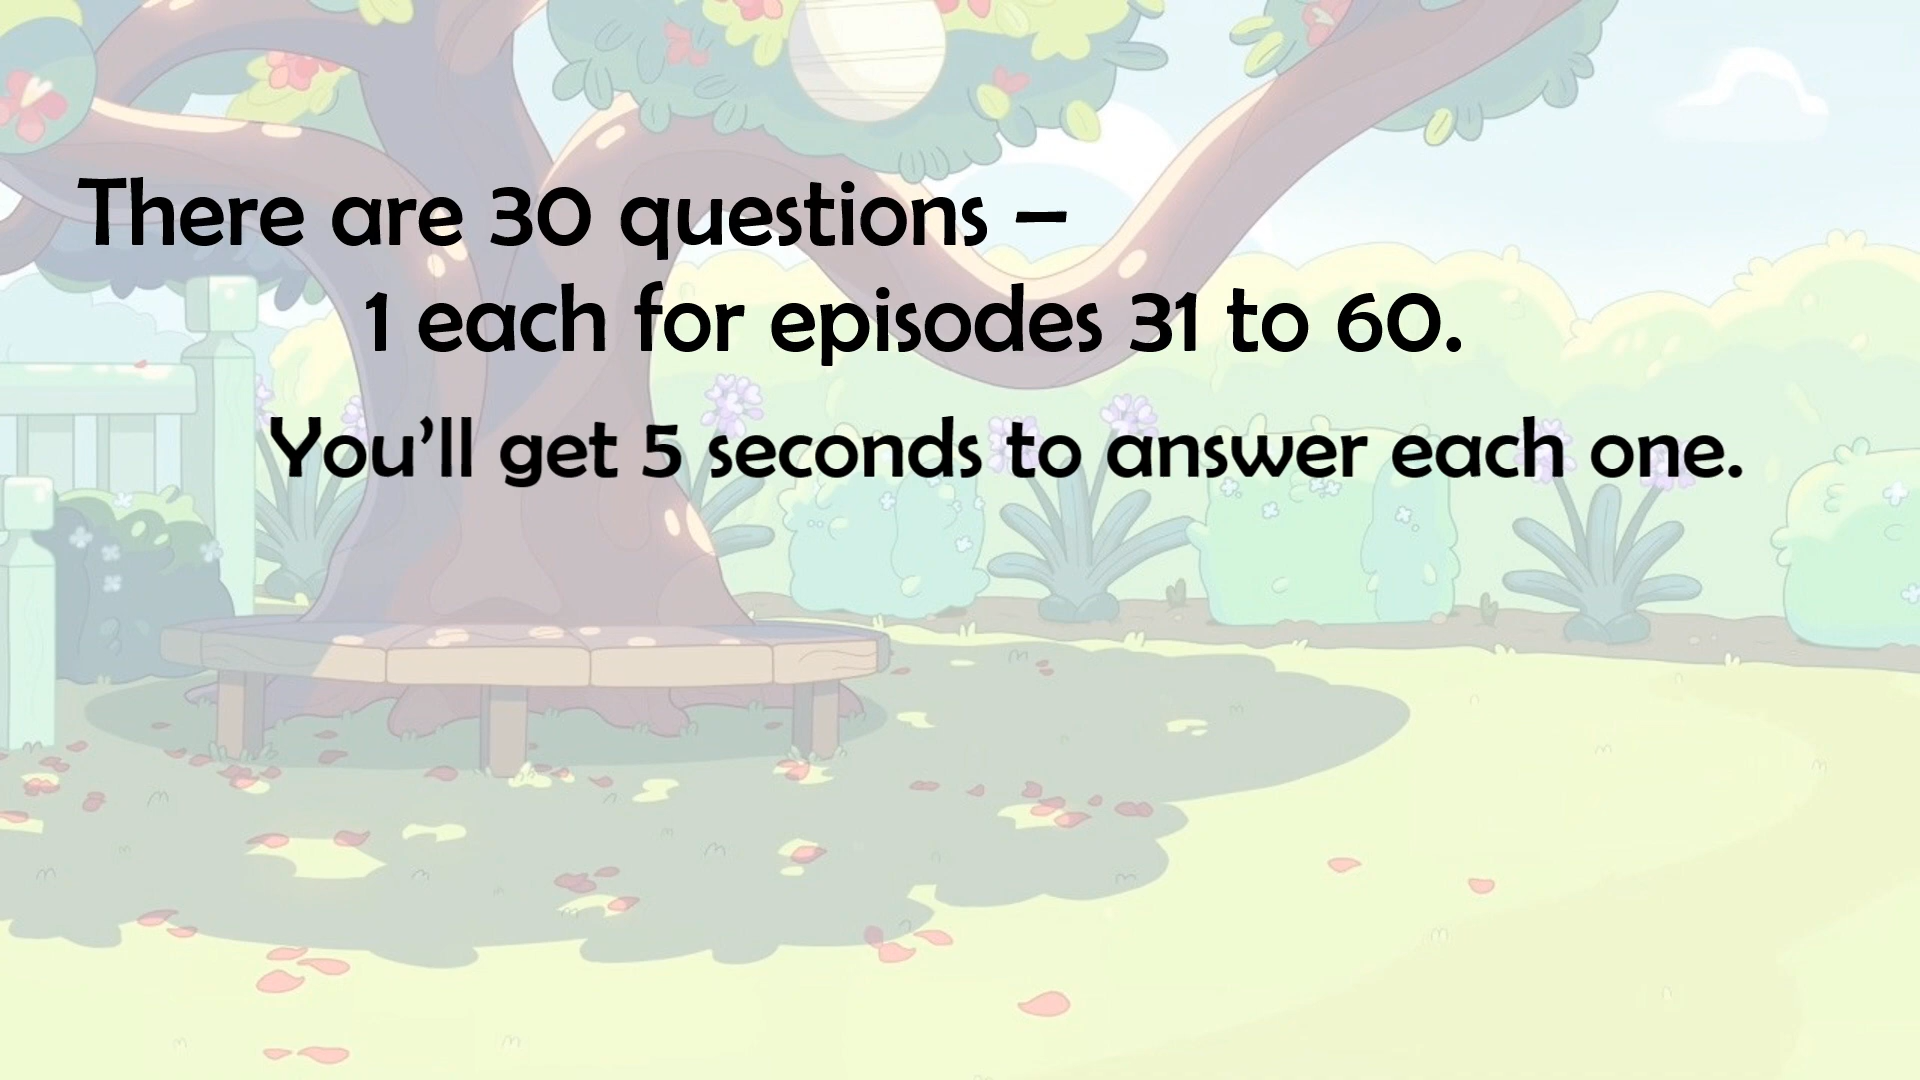 There are 30 questions –
1 each for episodes 31 to 60.
You’ll get 5 seconds to answer each one.